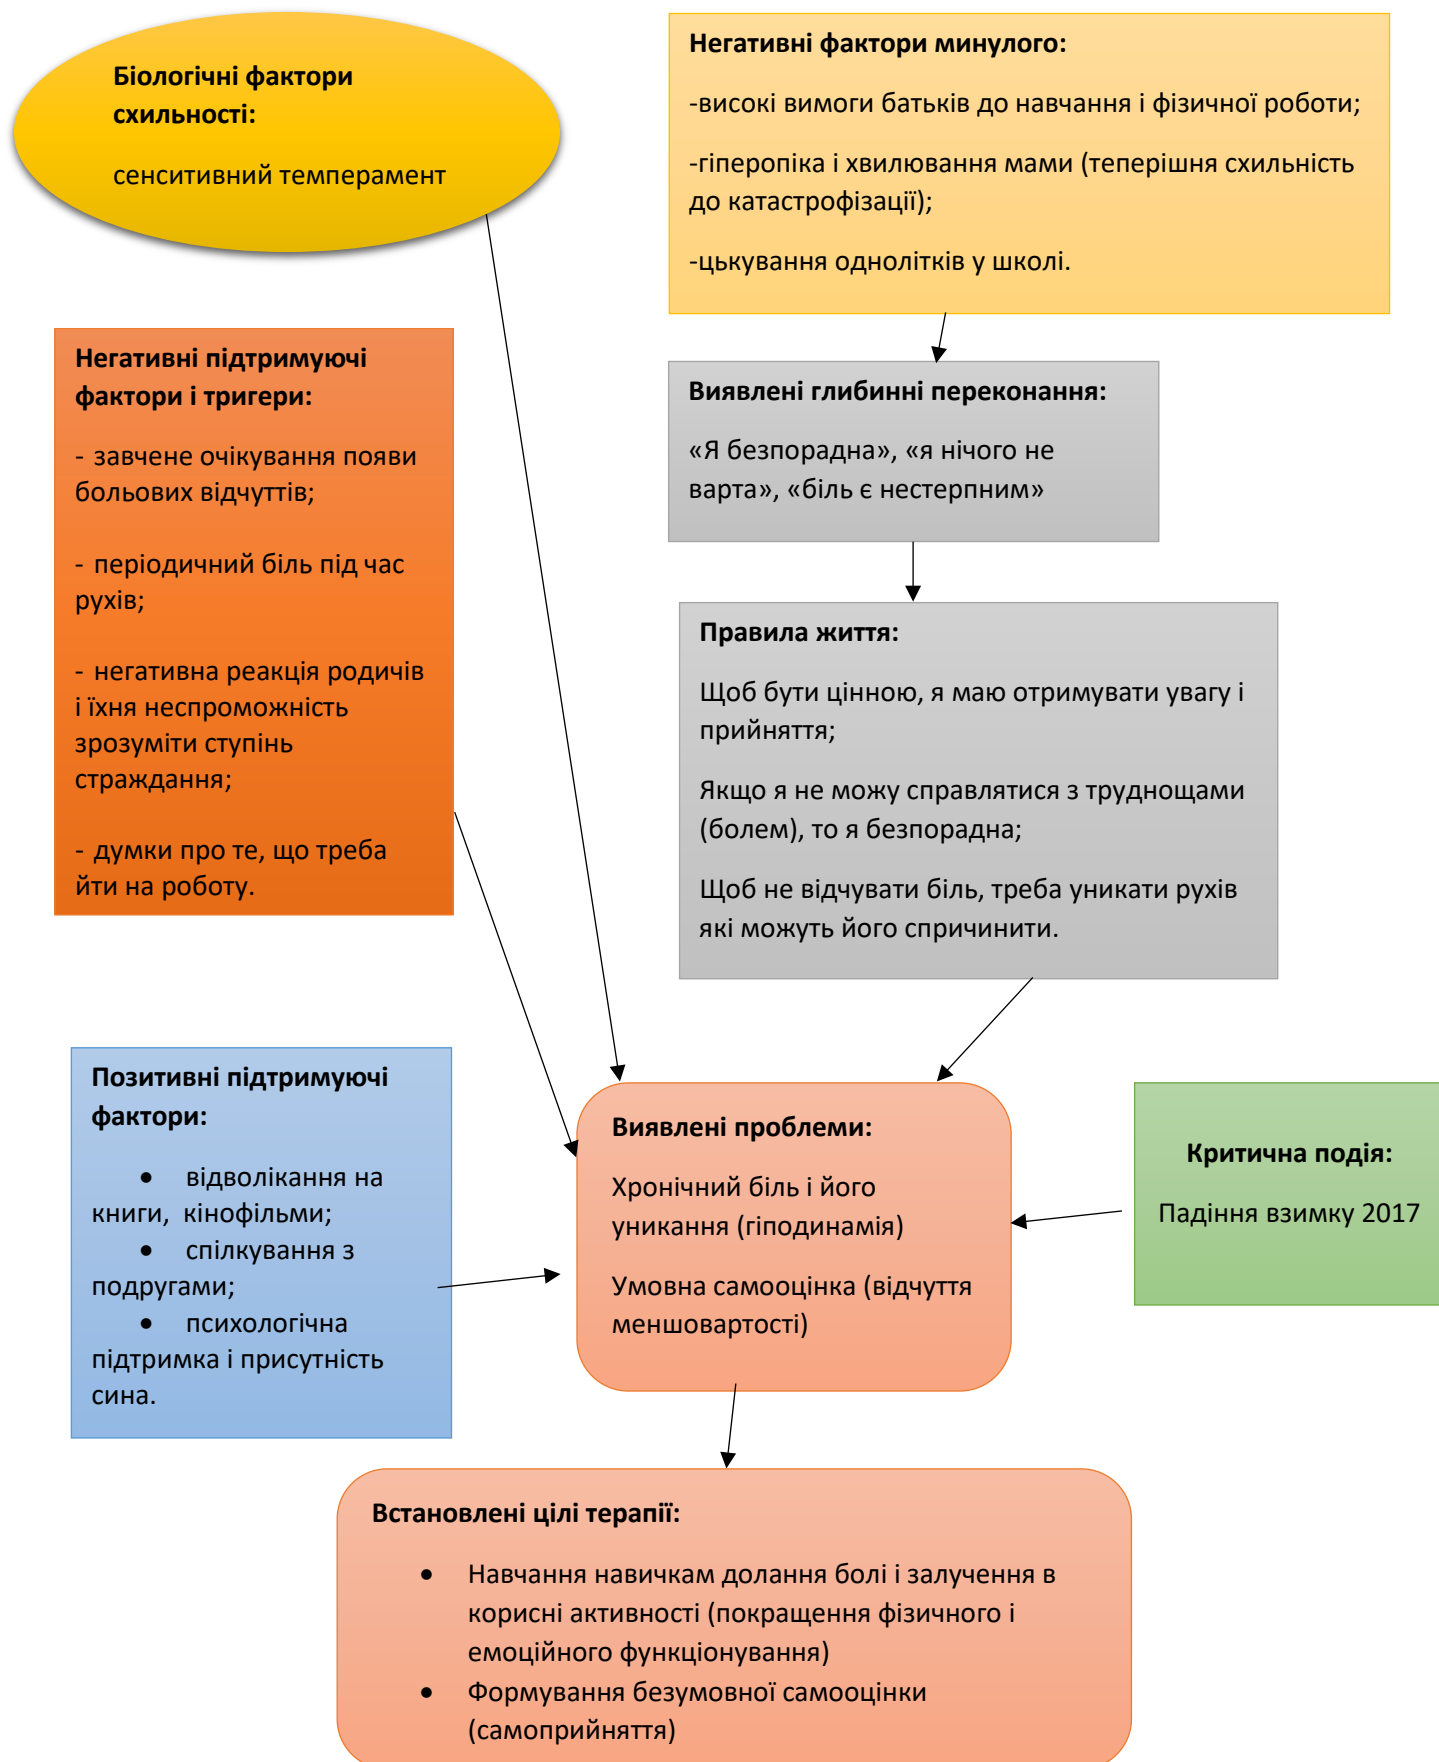 Біологічні фактори
схильності:
сенситивний темперамент
Негативні фактори минулого:
-високі вимоги батьків до навчання і фізичної роботи;
-гіперопіка і хвилювання мами (теперішня схильність
до катастрофізації);
-цькування однолітків у школі.
Негативні підтримуючі
фактори і тригери:
- завчене очікування появи
больових відчуттів;
- періодичний біль під час
рухів;
- негативна реакція родичів
і їхня неспроможність
зрозуміти ступінь
страждання;
- думки про те, що треба
йти на роботу.
Виявлені глибинні переконання:
«Я безпорадна», «я нічого не
варта», «біль є нестерпним»
Правила життя:
Щоб бути цінною, я маю отримувати увагу і
прийняття;
Якщо я не можу справлятися з труднощами
(болем), то я безпорадна;
Щоб не відчувати біль, треба уникати рухів
які можуть його спричинити.
Позитивні підтримуючі
фактори:
• відволікання на
книги, кінофільми;
• спілкування з
подругами;
• психологічна
підтримка і присутність
сина.
Виявлені проблеми:
Хронічний біль і його
уникання (гіподинамія)
Умовна самооцінка (відчуття
меншовартості)
Критична подія:
Падіння взимку 2017
Встановлені цілі терапії:
• Навчання навичкам долання болі і залучення в
корисні активності (покращення фізичного і
емоційного функціонування)
• Формування безумовної самооцінки
(самоприйняття)